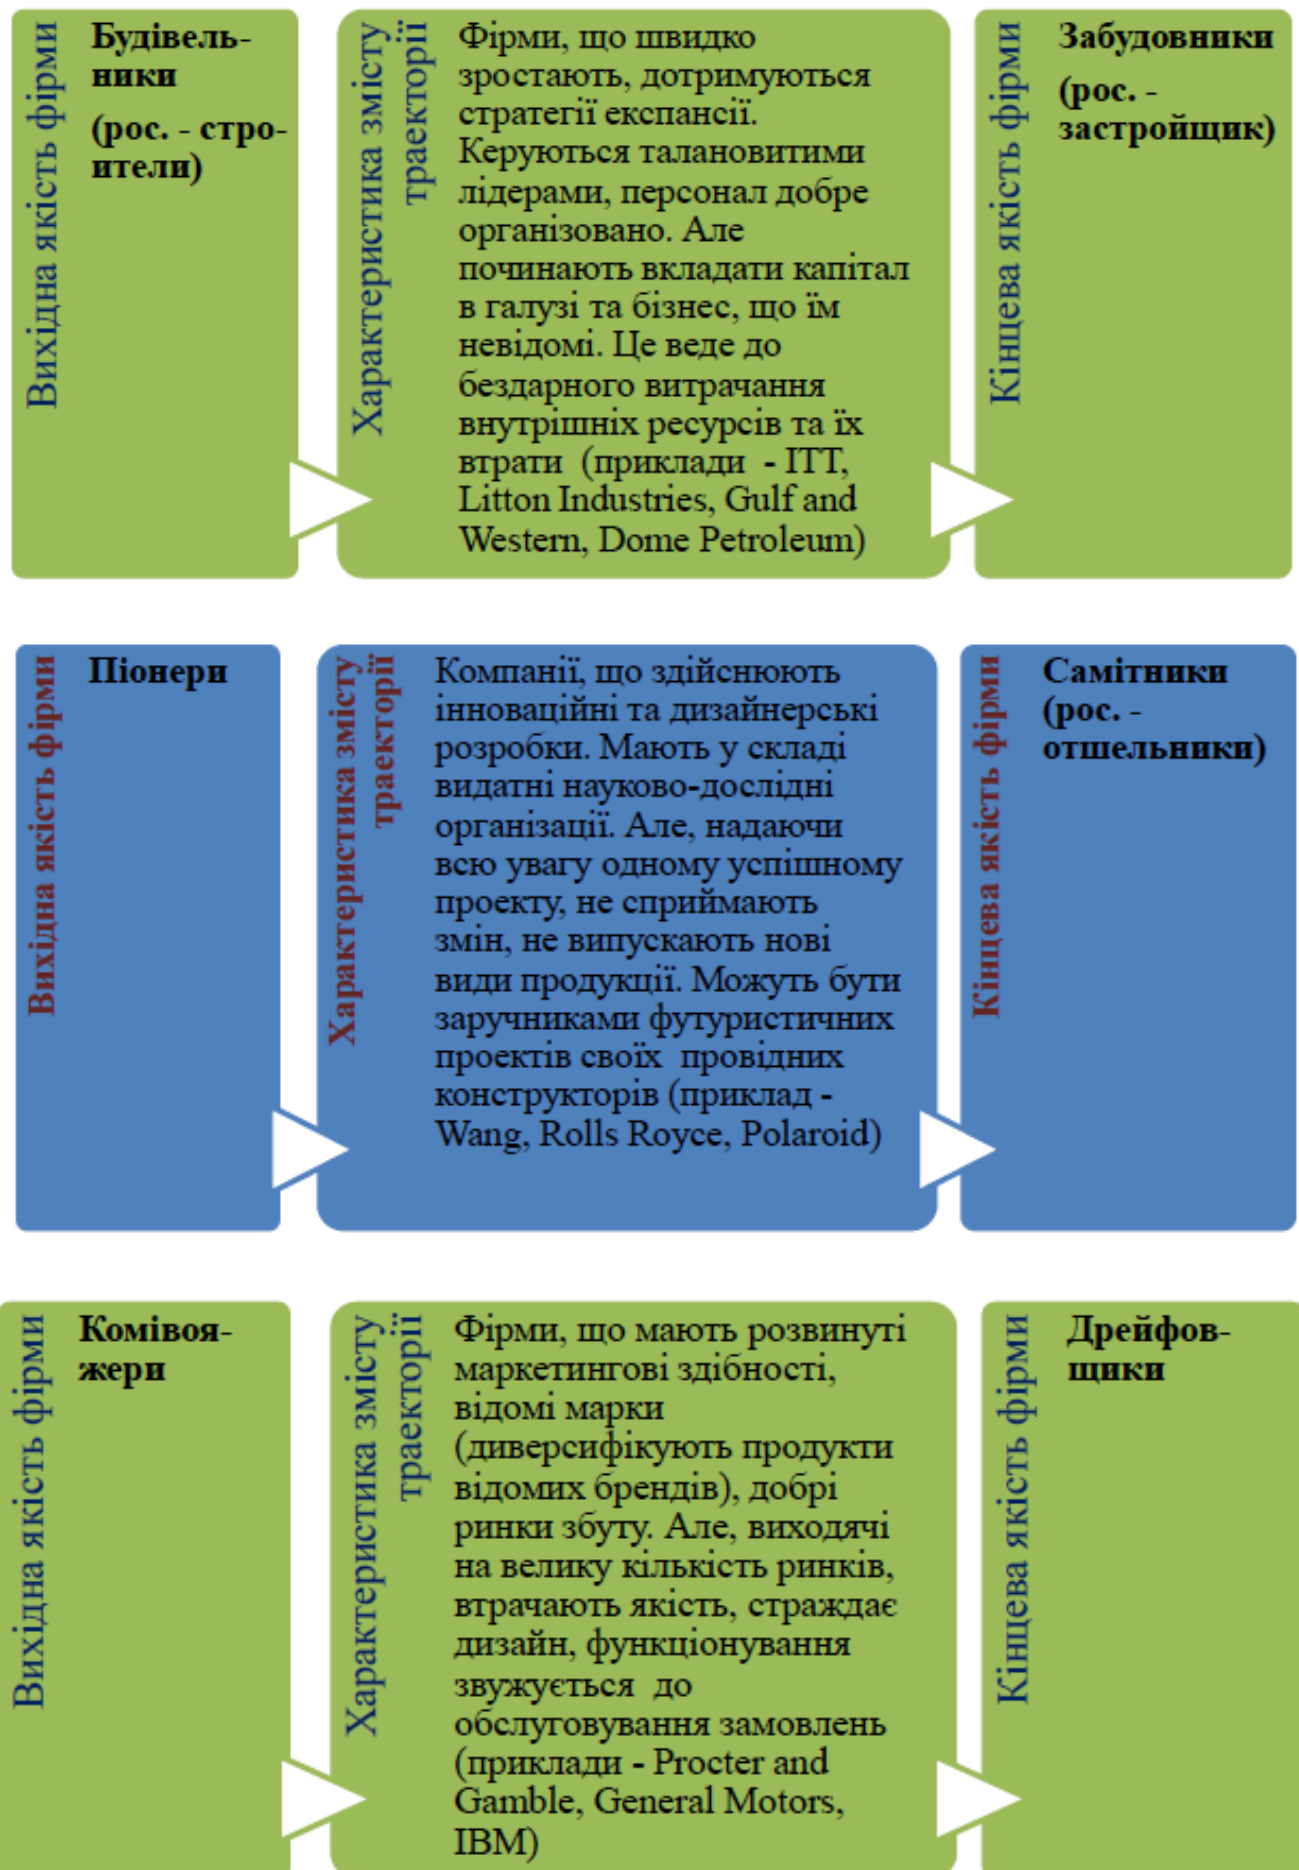 Вихідна якість фірми
Будівель-
ники
(рос. - стро-
ители)
Характеристика змісту
траекторії
Фірми, що швидко
зростають, дотримуються
стратегії експансії.
Керуються талановитими
лідерами, персонал добре
організовано. Але
починають вкладати капітал
в галузі та бізнес, що їм
невідомі. Це веде до
бездарного витрачання
внутрішніх ресурсів та їх
втрати (приклади - ITT,
Litton Industries, Gulf and
Western, Dome Petroleum)
Кінцева якість фірми
Забудовники
(рос. -
застройщик)
Вихідна якість фірми
Піонери
Характеристика змісту
траекторії
Компанії, що здійснюють
інноваційні та дизайнерські
розробки. Мають у складі
видатні науково-дослідні
організації. Але, надаючи
всю увагу одному успішному
проекту, не сприймають
змін, не випускають нові
види продукції. Можуть бути
заручниками футуристичних
проектів своїх провідних
конструкторів (приклад -
Wang, Rolls Royce, Polaroid)
Кінцева якість фірми
Самітники
(рос. -
отшельники)
Вихідна якість фірми
Комівоя-
жери
Характеристика змісту
траекторії
Фірми, що мають розвинуті
маркетингові здібності,
відомі марки
(диверсифікують продукти
відомих брендів), добрі
ринки збуту. Але, виходячі
на велику кількість ринків,
втрачають якість, страждає
дизайн, функціонування
звужується до
обслуговування замовлень
(приклади - Procter and
Gamble, General Motors,
IBM)
Кінцева якість фірми
Дрейфов-
щики